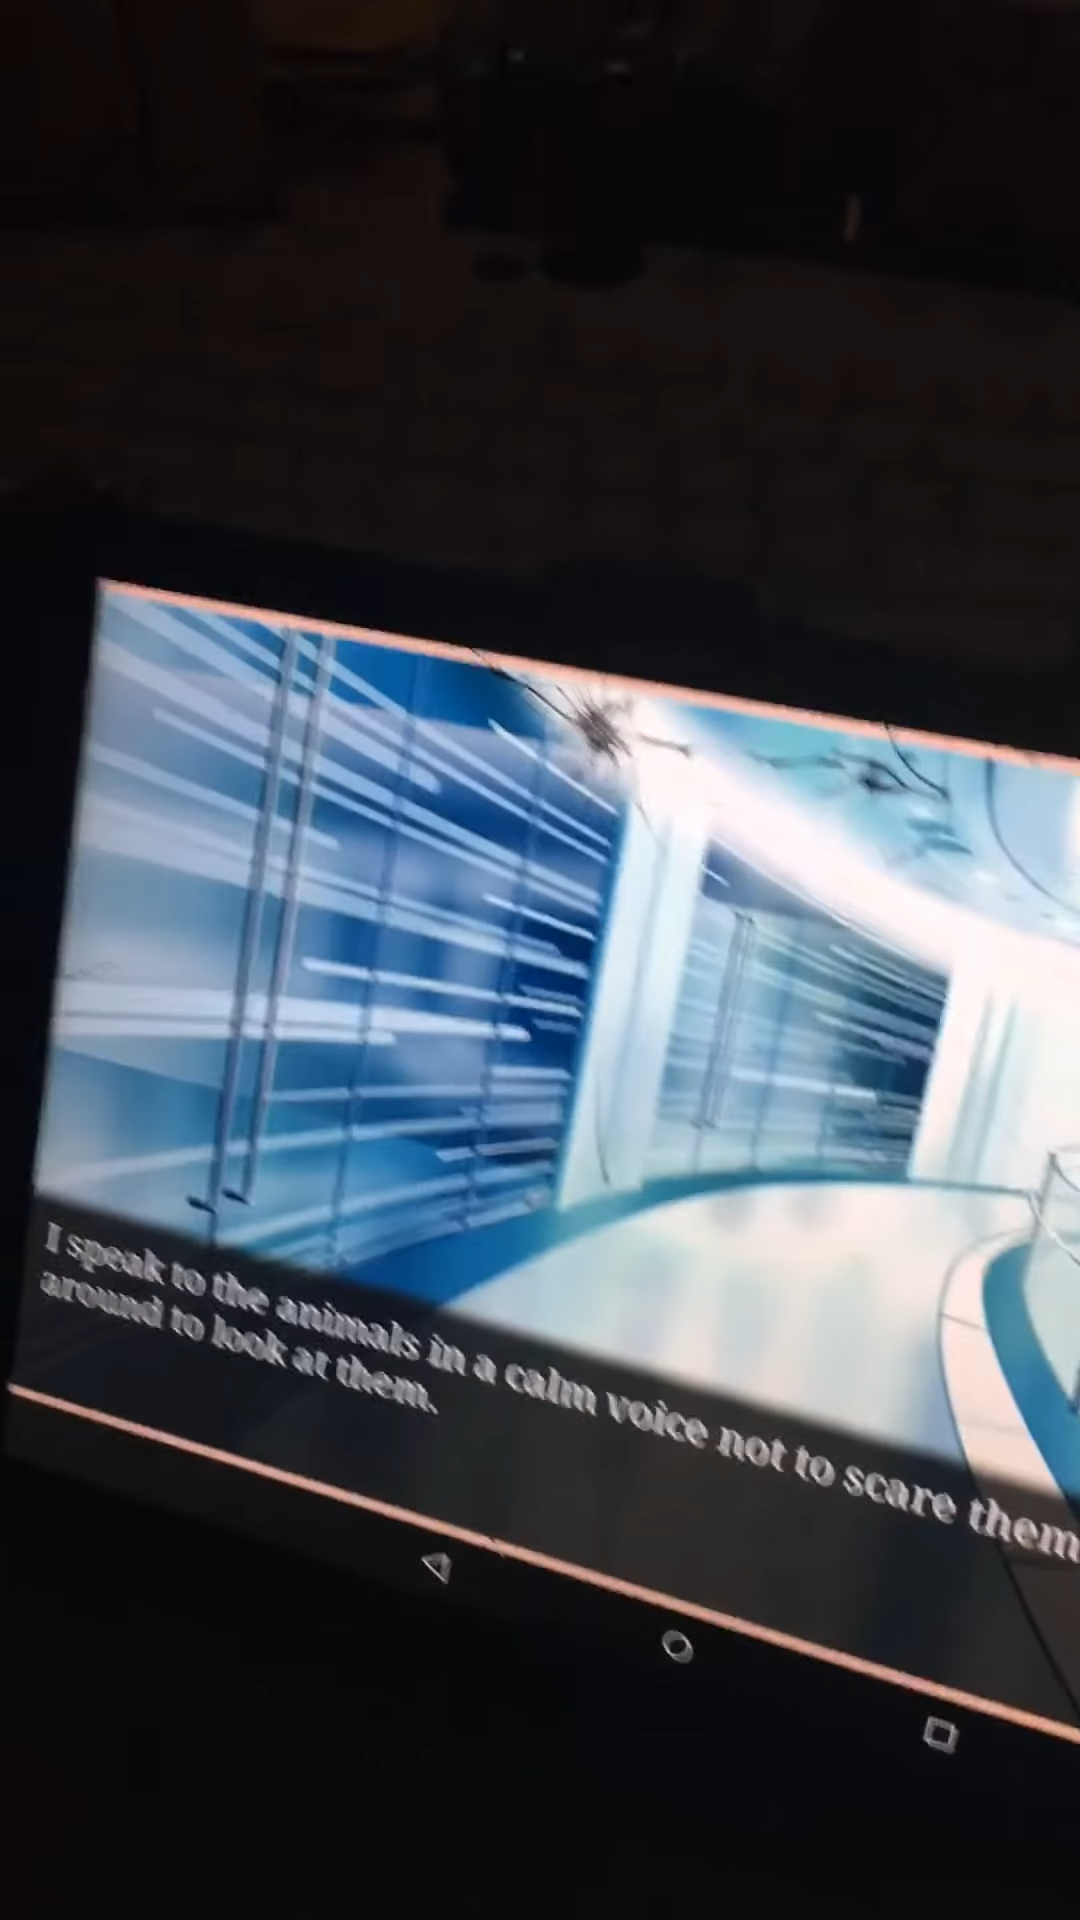 I speak to the animals in a calm voice not to scare them
around to look at them.